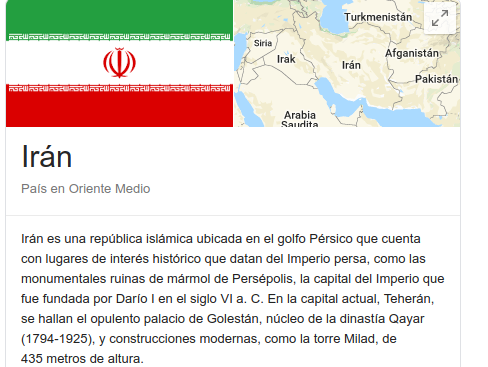 Turkmenistán
Siria
Irak
Irán
Afganistán
Pakistán
Arabia
Saudita
Irán
País en Oriente Medio
Irán es una república islámica ubicada en el golfo Pérsico que cuenta
con lugares de interés histórico que datan del Imperio persa, como las
monumentales ruinas de mármol de Persépolis, la capital del Imperio que
fue fundada por Darío I en el siglo VI a. C. En la capital actual, Teherán,
se hallan el opulento palacio de Golestán, núcleo de la dinastía Qayar
(1794-1925), y construcciones modernas, como la torre Milad, de
435 metros de altura.